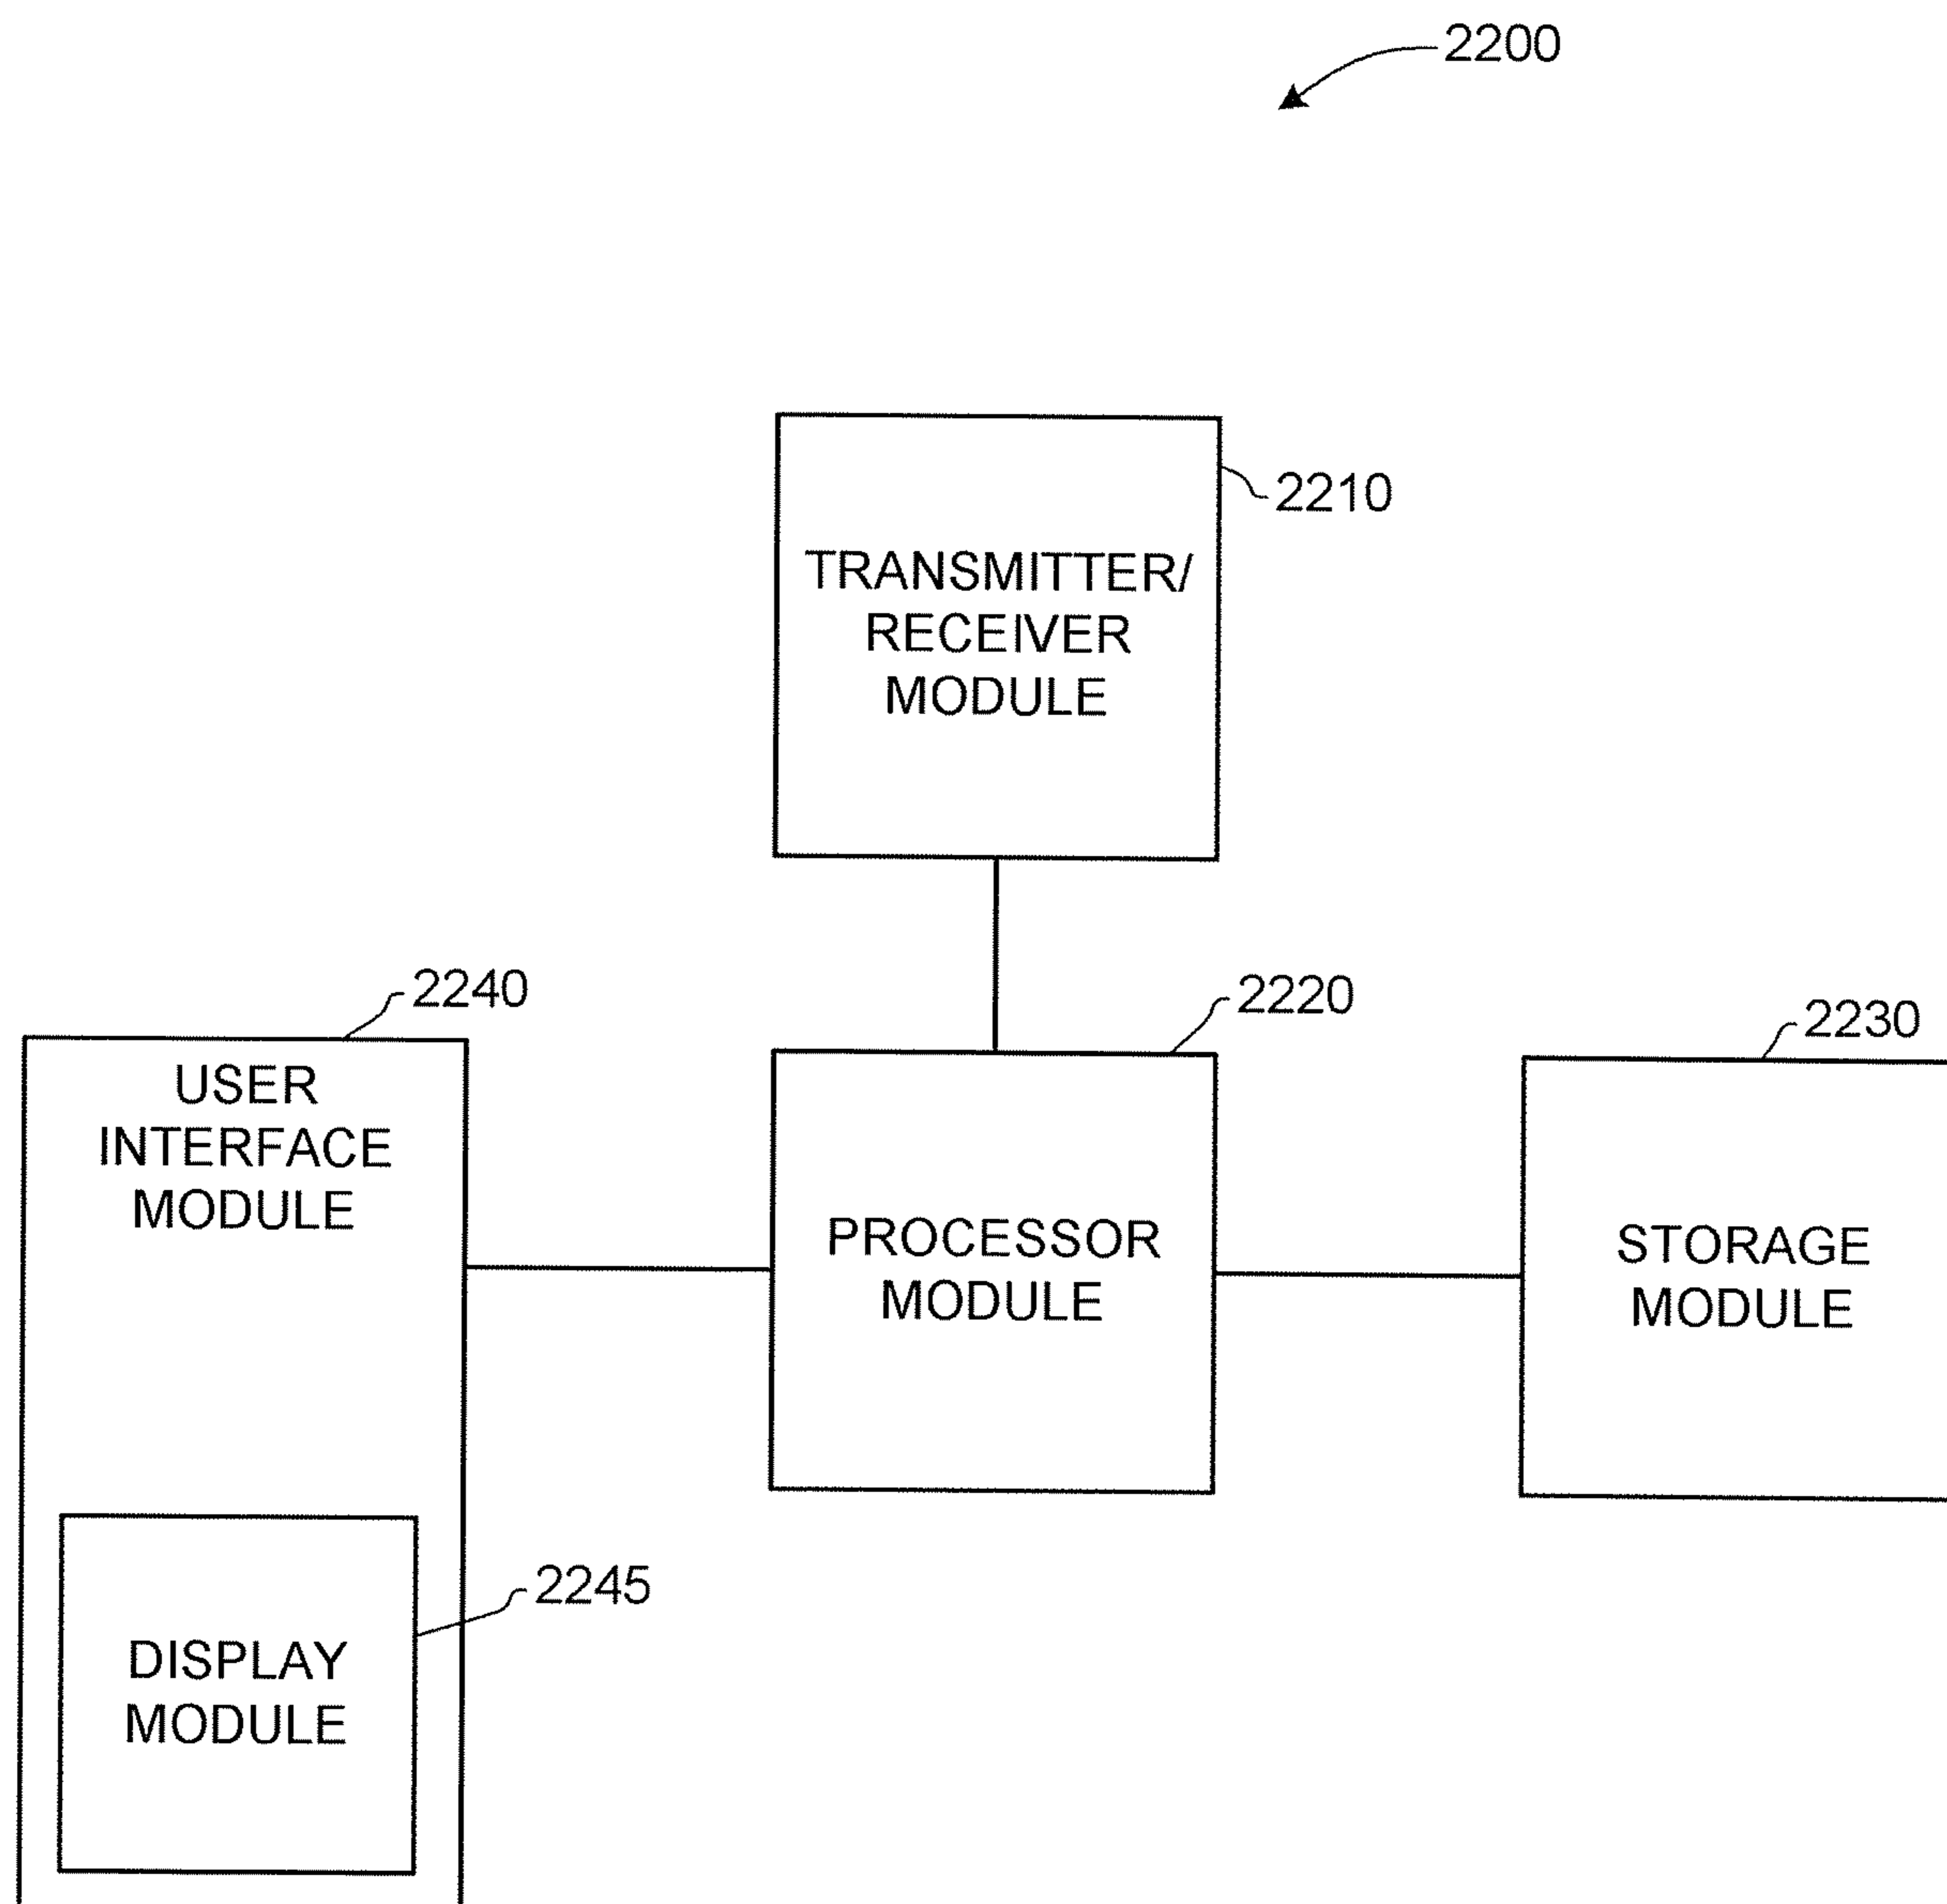 2200
2210
TRANSMITTER/
RECEIVER
MODULE
2240
2220
2230
USER
INTERFACE
MODULE
PROCESSOR
MODULE
STORAGE
MODULE
2245
DISPLAY
MODULE